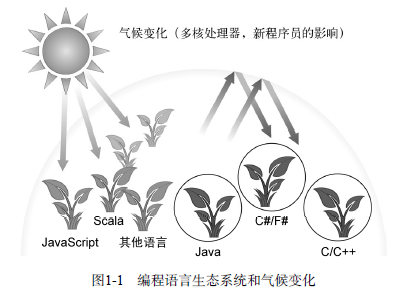 气候变化（多核处理器，新程序员的影响）
Scala
C#/F#
JavaScript
其他语言
Java
C/C++
图1-1 编程语言生态系统和气候变化